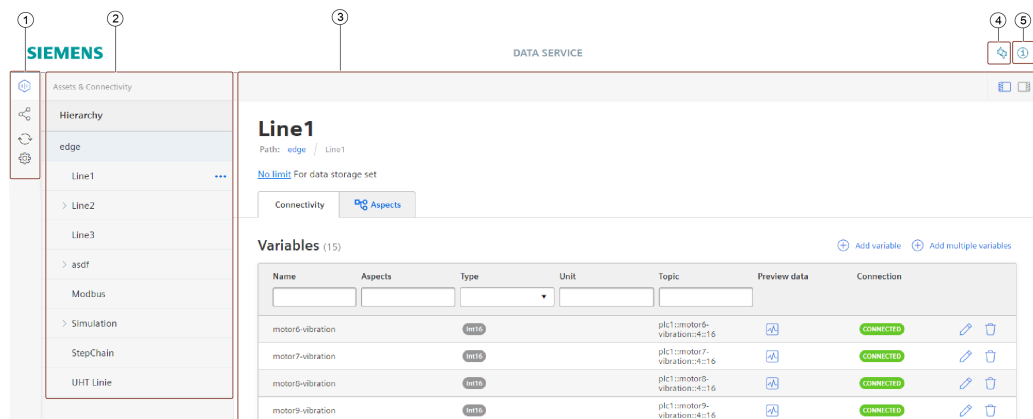 1 2 3 4 5
SIEMENS DATA SERVICE
Assets & Connectivity
Hierarchy
edge
Line1
Line2
Line3
asdf
Modbus
Simulation
StepChain
UHT Linie
Line1
Path: edge / Line1
No limit For data storage set
Connectivity Aspects
Variables (15) Add variable Add multiple variables
Name Aspects Type Unit Topic Preview data Connection
motor6-vibration Int16 plc1::motor6-
vibration::4::16 CONNECTED
motor7-vibration Int16 plc1::motor7-
vibration::4::16 CONNECTED
motor8-vibration Int16 plc1::motor8-
vibration::4::16 CONNECTED
motor9-vibration Int16 plc1::motor9-
vibration::4::16 CONNECTED